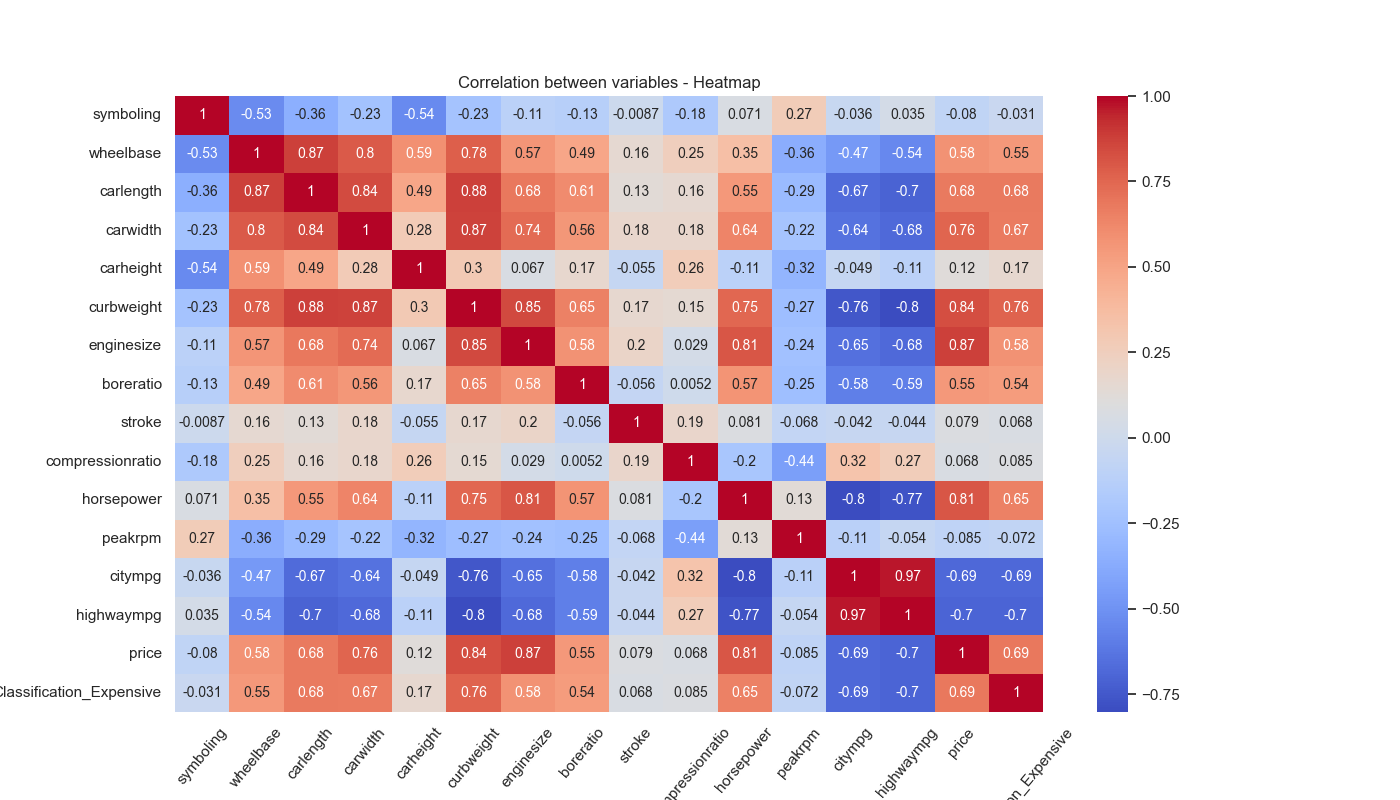 Correlation between variables - Heatmap
symboling 1 -0.53 -0.36 -0.23 -0.54 -0.23 -0.11 -0.13 -0.0087 -0.18 0.071 0.27 -0.036 0.035 -0.08 -0.031
wheelbase -0.53 1 0.87 0.8 0.59 0.78 0.57 0.49 0.16 0.25 0.35 -0.36 -0.47 -0.54 0.58 0.55
carlength -0.36 0.87 1 0.84 0.49 0.88 0.68 0.61 0.13 0.16 0.55 -0.29 -0.67 -0.7 0.68 0.68
carwidth -0.23 0.8 0.84 1 0.28 0.87 0.74 0.56 0.18 0.18 0.64 -0.22 -0.64 -0.68 0.76 0.67
carheight -0.54 0.59 0.49 0.28 1 0.3 0.067 0.17 -0.055 0.26 -0.11 -0.32 -0.049 -0.11 0.12 0.17
curbweight -0.23 0.78 0.88 0.87 0.3 1 0.85 0.65 0.17 0.15 0.75 -0.27 -0.76 -0.8 0.84 0.76
enginesize -0.11 0.57 0.68 0.74 0.067 0.85 1 0.58 0.2 0.029 0.81 -0.24 -0.65 -0.68 0.87 0.58
boreratio -0.13 0.49 0.61 0.56 0.17 0.65 0.58 1 -0.056 0.0052 0.57 -0.25 -0.58 -0.59 0.55 0.54
stroke -0.0087 0.16 0.13 0.18 -0.055 0.17 0.2 -0.056 1 0.19 0.081 -0.068 -0.042 -0.044 0.079 0.068
compressionratio -0.18 0.25 0.16 0.18 0.26 0.15 0.029 0.0052 0.19 1 -0.2 -0.44 0.32 0.27 0.068 0.085
horsepower 0.071 0.35 0.55 0.64 -0.11 0.75 0.81 0.57 0.081 -0.2 1 0.13 -0.8 -0.77 0.81 0.65
peakrpm 0.27 -0.36 -0.29 -0.22 -0.32 -0.27 -0.24 -0.25 -0.068 -0.44 0.13 1 -0.11 -0.054 -0.085 -0.072
citympg -0.036 -0.47 -0.67 -0.64 -0.049 -0.76 -0.65 -0.58 -0.042 0.32 -0.8 -0.11 1 0.97 -0.69 -0.69
highwaympg 0.035 -0.54 -0.7 -0.68 -0.11 -0.8 -0.68 -0.59 -0.044 0.27 -0.77 -0.054 0.97 1 -0.7 -0.7
price -0.08 0.58 0.68 0.76 0.12 0.84 0.87 0.55 0.079 0.068 0.81 -0.085 -0.69 -0.7 1 0.69
Classification_Expensive -0.031 0.55 0.68 0.67 0.17 0.76 0.58 0.54 0.068 0.085 0.65 -0.072 -0.69 -0.7 0.69 1
symboling wheelbase carlength carwidth carheight curbweight enginesize boreratio stroke mpressionratio horsepower peakrpm citympg highwaympg price on_Expensive
1.00
0.75
0.50
0.25
0.00
−0.25
−0.50
−0.75